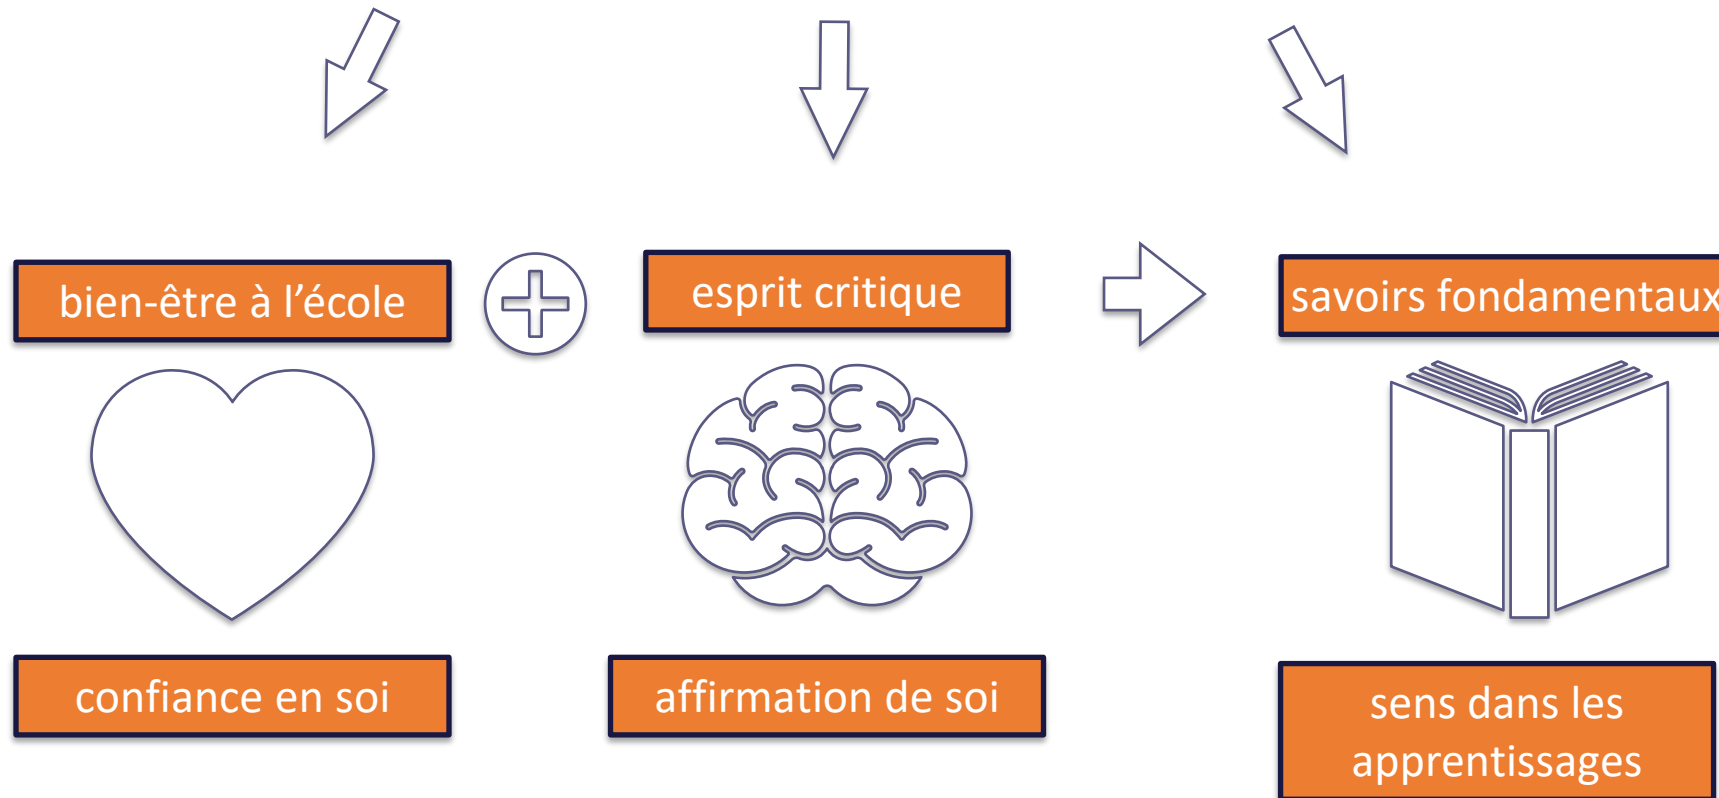 bien-être à l’école
esprit critique
savoirs fondamentaux
confiance en soi
affirmation de soi
sens dans les
apprentissages